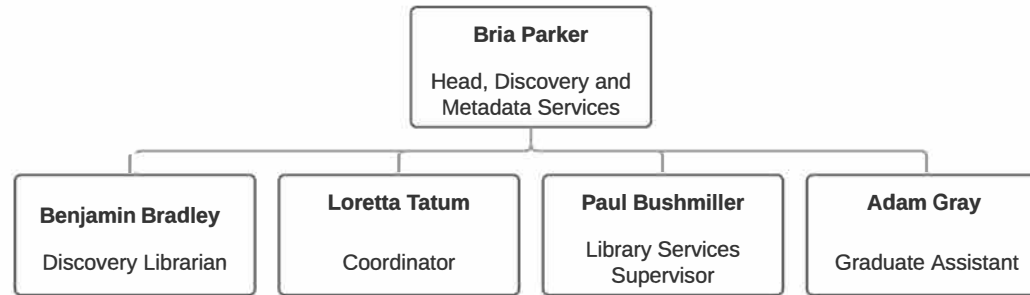 Bria Parker
Head, Discovery and
Metadata Services
Benjamin Bradley
Discovery Librarian
Loretta Tatum
Coordinator
Paul Bushmiller
Library Services
Supervisor
Adam Gray
Graduate Assistant